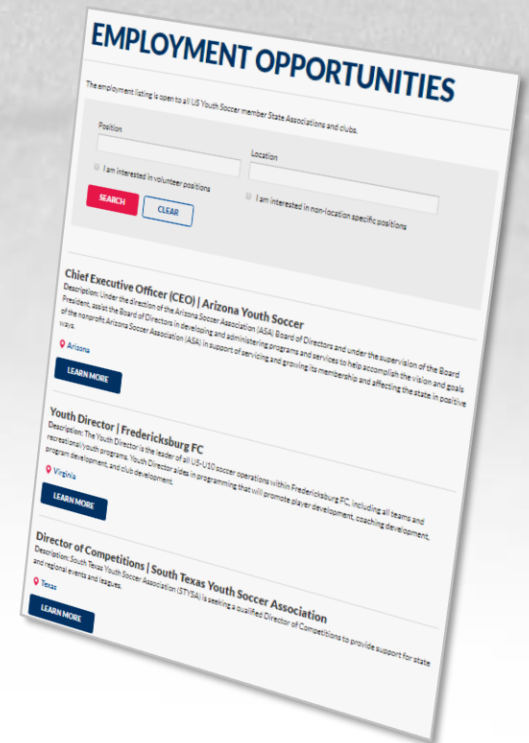 EMPLOYMENT OPPORTUNITIES
The employment listing is open to all US Youth Soccer member State Associations and clubs.
Position
Location
I am interested in volunteer positions
I am interested in non-location specific positions
SEARCH
CLEAR
Chief Executive Officer (CEO) | Arizona Youth Soccer
Description: Under the direction of the Arizona Soccer Association (ASA) Board of Directors and under the supervision of the Board
President, assist the Board of Directors in developing and administering programs and services to help accomplish the vision and goals
of the nonprofit Arizona Soccer Association (ASA) in support of servicing and growing its membership and affecting the state in positive
ways.
Arizona
LEARN MORE
Youth Director | Fredericksburg FC
Description: The Youth Director is the leader of all U5-U10 soccer operations within Fredericksburg FC, including all teams and
recreational youth programs. Youth Director aides in programming that will promote player development, coaching development,
program development, and club development.
Virginia
LEARN MORE
Director of Competitions | South Texas Youth Soccer Association
Description: South Texas Youth Soccer Association (STYSA) is seeking a qualified Director of Competitions to provide support for state
and regional events and leagues.
Texas
LEARN MORE